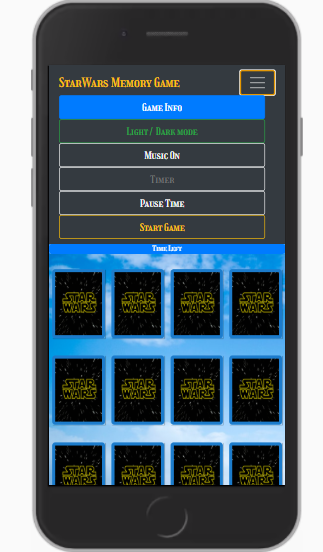 StarWars Memory Game
Game Info
Light / Dark mode
Music On
Timer
Pause Time
Start Game
Time Left
STAR WARS STAR WARS STAR WARS STAR WARS
STAR WARS STAR WARS STAR WARS STAR WARS
STAR WARS STAR WARS STAR WARS STAR WARS